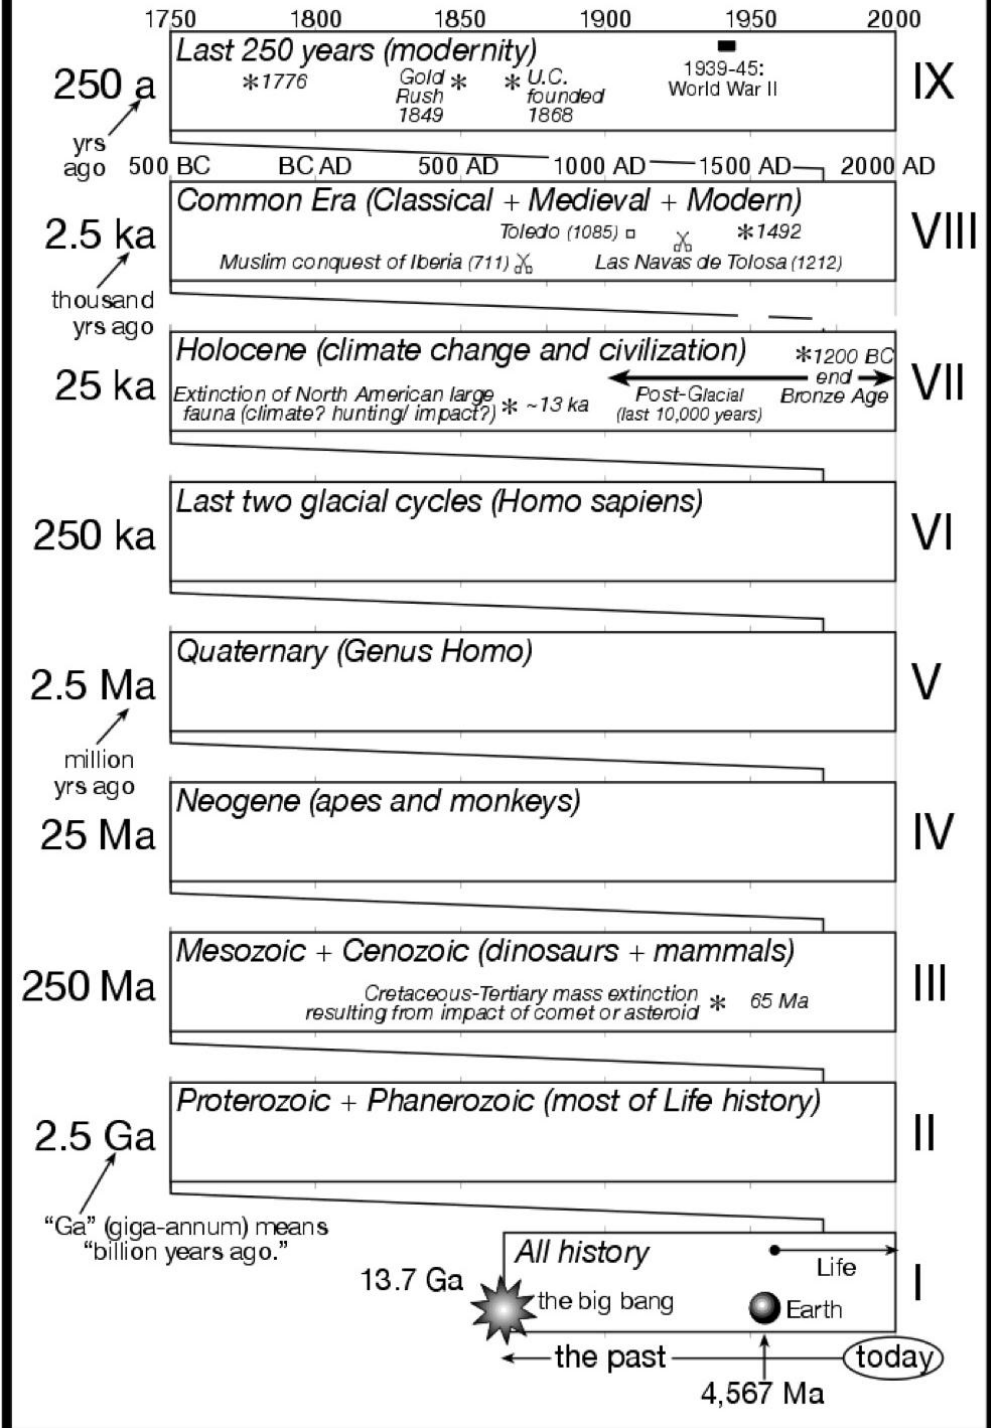 1750 1800 1850 1900 1950 2000
Last 250 years (modernity)
250 a
yrs
ago
*1776
Gold *
Rush
1849
* U.C.
founded
1868
1939-45:
World War II
IX
500 BC BC AD 500 AD 1000 AD 1500 AD 2000 AD
Common Era (Classical + Medieval + Modern)
2.5 ka
thousand
yrs ago
Toledo (1085)
*1492
Muslim conquest of Iberia (711)
Las Navas de Tolosa (1212)
VIII
Holocene (climate change and civilization)
25 ka
*1200 BC
end
Bronze Age
Extinction of North American large
fauna (climate? hunting/ impact?) * ~13 ka
Post-Glacial
(last 10,000 years)
VII
Last two glacial cycles (Homo sapiens)
250 ka
VI
Quaternary (Genus Homo)
2.5 Ma
million
yrs ago
V
Neogene (apes and monkeys)
25 Ma
IV
Mesozoic + Cenozoic (dinosaurs + mammals)
250 Ma
Cretaceous-Tertiary mass extinction
resulting from impact of comet or asteroid
* 65 Ma
III
Proterozoic + Phanerozoic (most of Life history)
2.5 Ga
II
“Ga” (giga-annum) means
“billion years ago.”
All history
Life
13.7 Ga
the big bang
Earth
I
the past
today
4,567 Ma